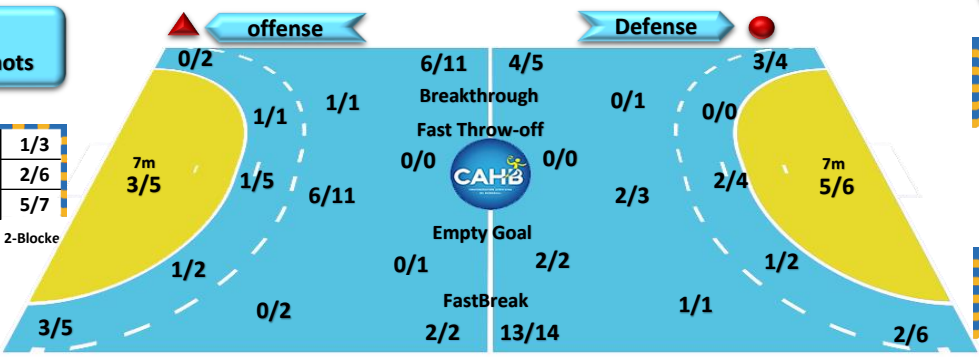 offense
Defense
0/2
6/11
4/5
3/4
Breakthrough
1/1
1/1
0/1
0/0
Fast Throw-off
0/0
CAHB
0/0
1/3
2/6
5/7
2-Blocke
7m
3/5
1/5
6/11
2/3
2/4
7m
5/6
Empty Goal
0/1
2/2
1/2
1/2
FastBreak
0/2
1/1
3/5
2/2
13/14
2/6